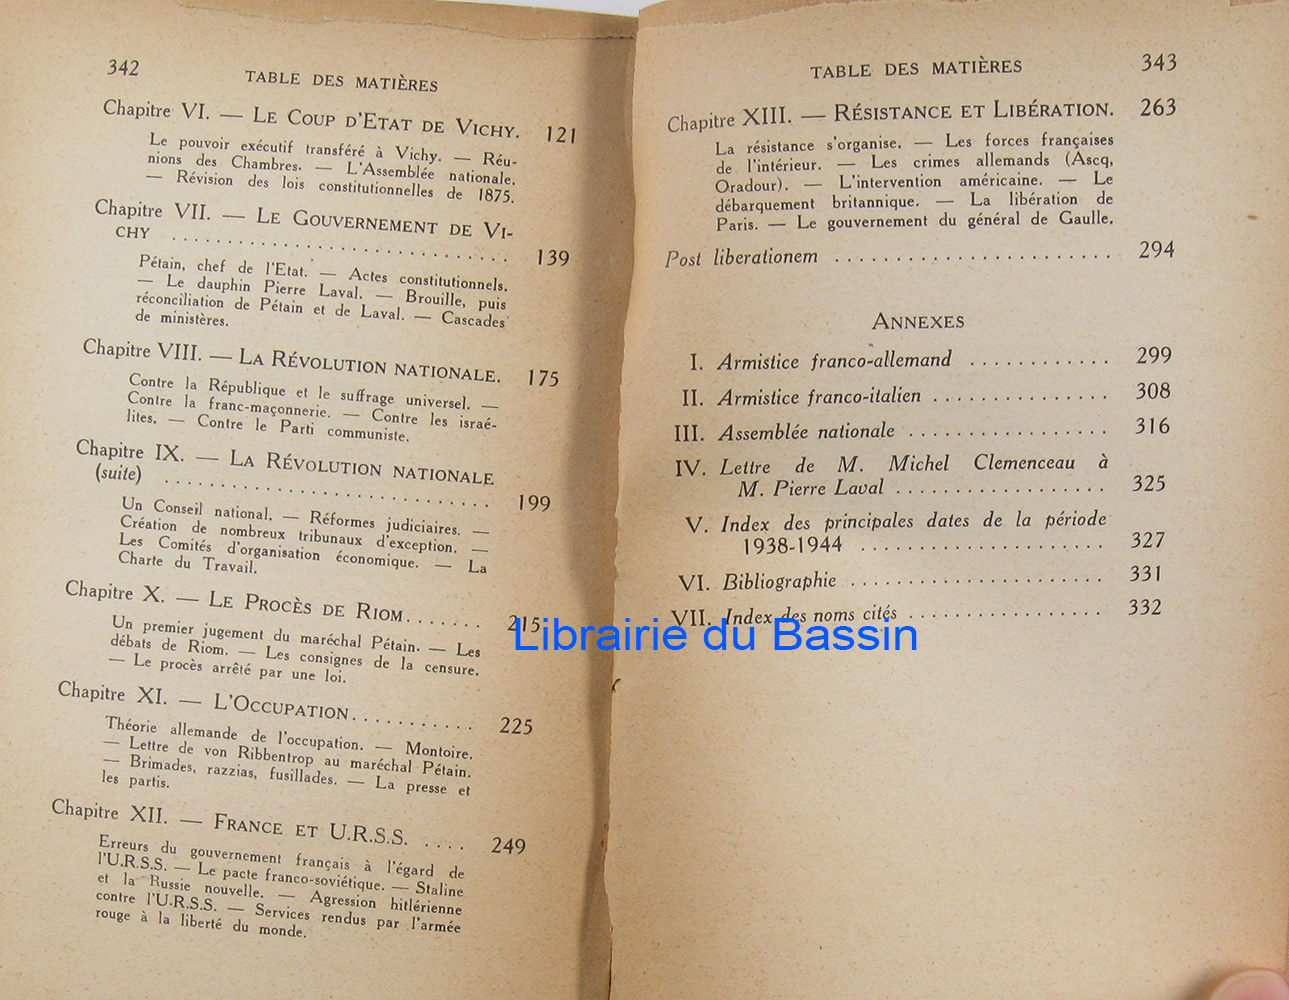 342
TABLE DES MATIÈRES
Chapitre VI. — LE COUP D'ETAT DE VICHY. 121
Le pouvoir exécutif transféré à Vichy. — Réu-
nions des Chambres. — L'Assemblée nationale.
— Révision des lois constitutionnelles de 1875.
Chapitre VII. — LE GOUVERNEMENT DE VI-
CHY .............................. 139
Pétain, chef de l'Etat. — Actes constitutionnels.
— Le dauphin Pierre Laval. — Brouille, puis
réconciliation de Pétain et de Laval. — Cascades
de ministères.
Chapitre VIII. — LA RÉVOLUTION NATIONALE. 175
Contre la République et le suffrage universel. —
Contre la franc-maçonnerie. — Contre les israé-
lites. — Contre le Parti communiste.
Chapitre IX. — LA RÉVOLUTION NATIONALE
(suite) .............................. 199
Un Conseil national. — Réformes judiciaires. —
Création de nombreux tribunaux d'exception. —
Les Comités d'organisation économique. — La
Charte du Travail.
Chapitre X. — LE PROCÈS DE RIOM....... 215
Un premier jugement du maréchal Pétain. — Les
débats de Riom. — Les consignes de la censure.
— Le procès arrêté par une loi.
Chapitre XI. — L'OCCUPATION........... 225
Théorie allemande de l'occupation. — Montoire.
— Lettre de von Ribbentrop au maréchal Pétain.
— Brimades, razzias, fusillades. — La presse et
les partis.
Chapitre XII. — FRANCE ET U.R.S.S. .... 249
Erreurs du gouvernement français à l'égard de
l'U.R.S.S. — Le pacte franco-soviétique. — Staline
et la Russie nouvelle. — Agression hitlérienne
contre l'U.R.S.S. — Services rendus par l'armée
rouge à la liberté du monde.
TABLE DES MATIÈRES
343
Chapitre XIII. — RÉSISTANCE ET LIBÉRATION. 263
La résistance s'organise. — Les forces françaises
de l'intérieur. — Les crimes allemands (Ascq,
Oradour). — L'intervention américaine. — Le
débarquement britannique. — La libération de
Paris. — Le gouvernement du général de Gaulle.
Post liberationem ........................ 294
ANNEXES
I. Armistice franco-allemand ............ 299
II. Armistice franco-italien ................ 308
III. Assemblée nationale .................. 316
IV. Lettre de M. Michel Clemenceau à
M. Pierre Laval .................. 325
V. Index des principales dates de la période
1938-1944 ...................... 327
VI. Bibliographie ....................... 331
VII. Index des noms cités .................. 332
Librairie du Bassin